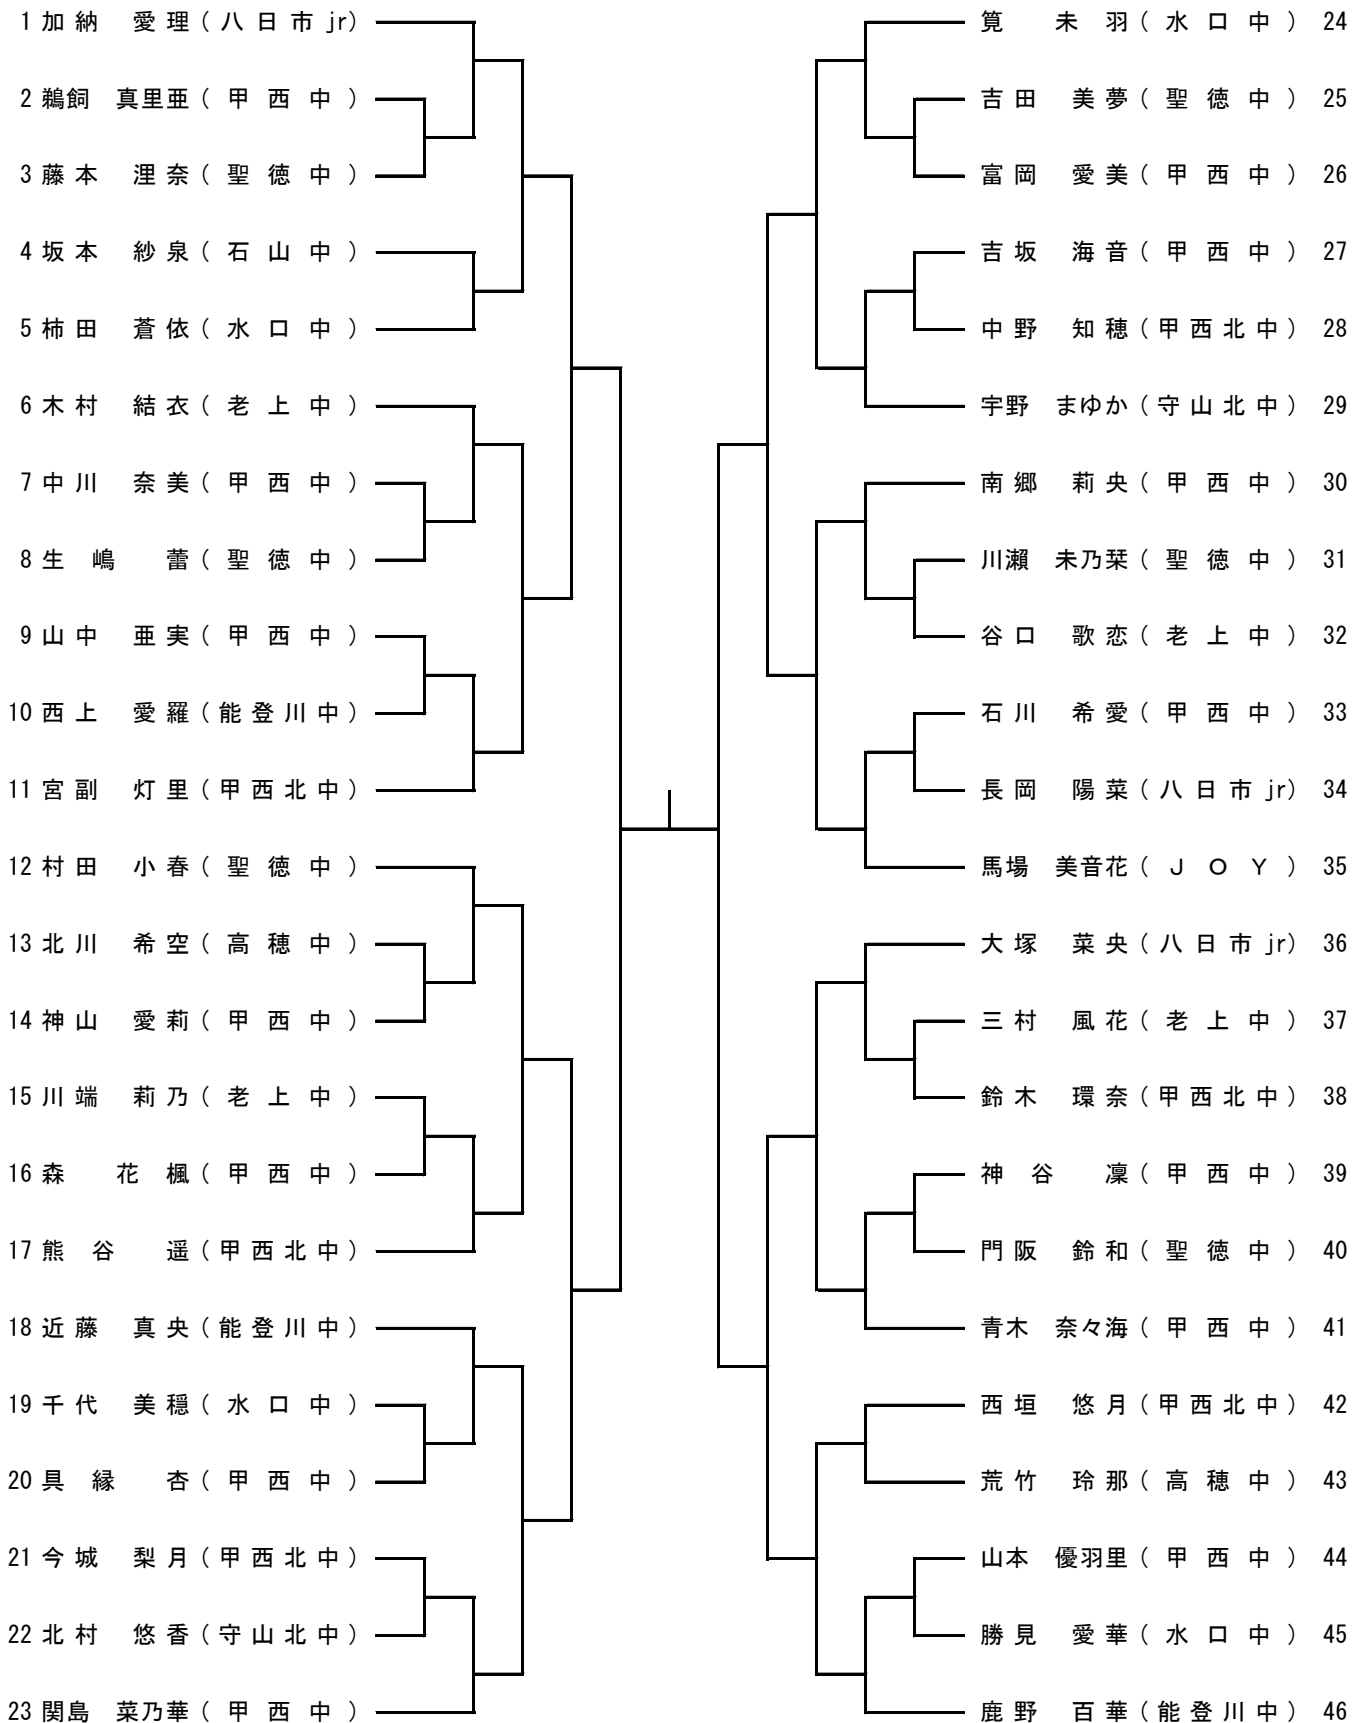 1 加納 愛理(八日市jr)
2 鵜飼 真里亜(甲西中)
3 藤本 浬奈(聖徳中)
4 坂本 紗泉(石山中)
5 柿田 蒼依(水口中)
6 木村 結衣(老上中)
7 中川 奈美(甲西中)
8 生嶋 蕾(聖徳中)
9 山中 亜実(甲西中)
10 西上 愛羅(能登川中)
11 宮副 灯里(甲西北中)
12 村田 小春(聖徳中)
13 北川 希空(高穂中)
14 神山 愛莉(甲西中)
15 川端 莉乃(老上中)
16 森 花楓(甲西中)
17 熊谷 遥(甲西北中)
18 近藤 真央(能登川中)
19 千代 美穏(水口中)
20 具縁 杏(甲西中)
21 今城 梨月(甲西北中)
22 北村 悠香(守山北中)
23 関島 菜乃華(甲西中)
筧 未羽(水口中) 24
吉田 美夢(聖徳中) 25
富岡 愛美(甲西中) 26
吉坂 海音(甲西中) 27
中野 知穂(甲西北中) 28
宇野 まゆか(守山北中) 29
南郷 莉央(甲西中) 30
川瀬 未乃栞(聖徳中) 31
谷口 歌恋(老上中) 32
石川 希愛(甲西中) 33
長岡 陽菜(八日市jr) 34
馬場 美音花(JOY) 35
大塚 菜央(八日市jr) 36
三村 風花(老上中) 37
鈴木 環奈(甲西北中) 38
神谷 凜(甲西中) 39
門阪 鈴和(聖徳中) 40
青木 奈々海(甲西中) 41
西垣 悠月(甲西北中) 42
荒竹 玲那(高穂中) 43
山本 優羽里(甲西中) 44
勝見 愛華(水口中) 45
鹿野 百華(能登川中) 46